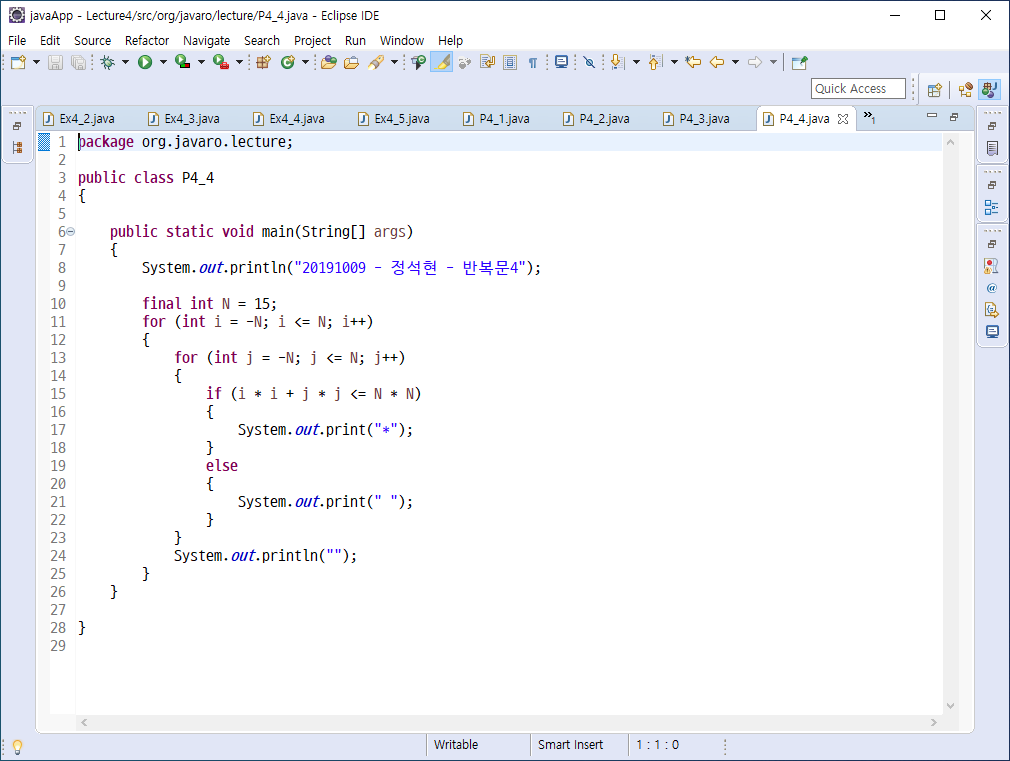 javaApp - Lecture4/src/org/javaro/lecture/P4_4.java - Eclipse IDE
File Edit Source Refactor Navigate Search Project Run Window Help
Quick Access
Ex4_2.java Ex4_3.java Ex4_4.java Ex4_5.java P4_1.java P4_2.java P4_3.java P4_4.java »1
1 package org.javaro.lecture;
2
3 public class P4_4
4 {
5
6 public static void main(String[] args)
7 {
8 System.out.println("20191009 - 정석현 - 반복문4");
9
10 final int N = 15;
11 for (int i = -N; i <= N; i++)
12 {
13 for (int j = -N; j <= N; j++)
14 {
15 if (i * i + j * j <= N * N)
16 {
17 System.out.print("*");
18 }
19 else
20 {
21 System.out.print(" ");
22 }
23 }
24 System.out.println("");
25 }
26 }
27
28 }
29
Writable Smart Insert 1 : 1 : 0